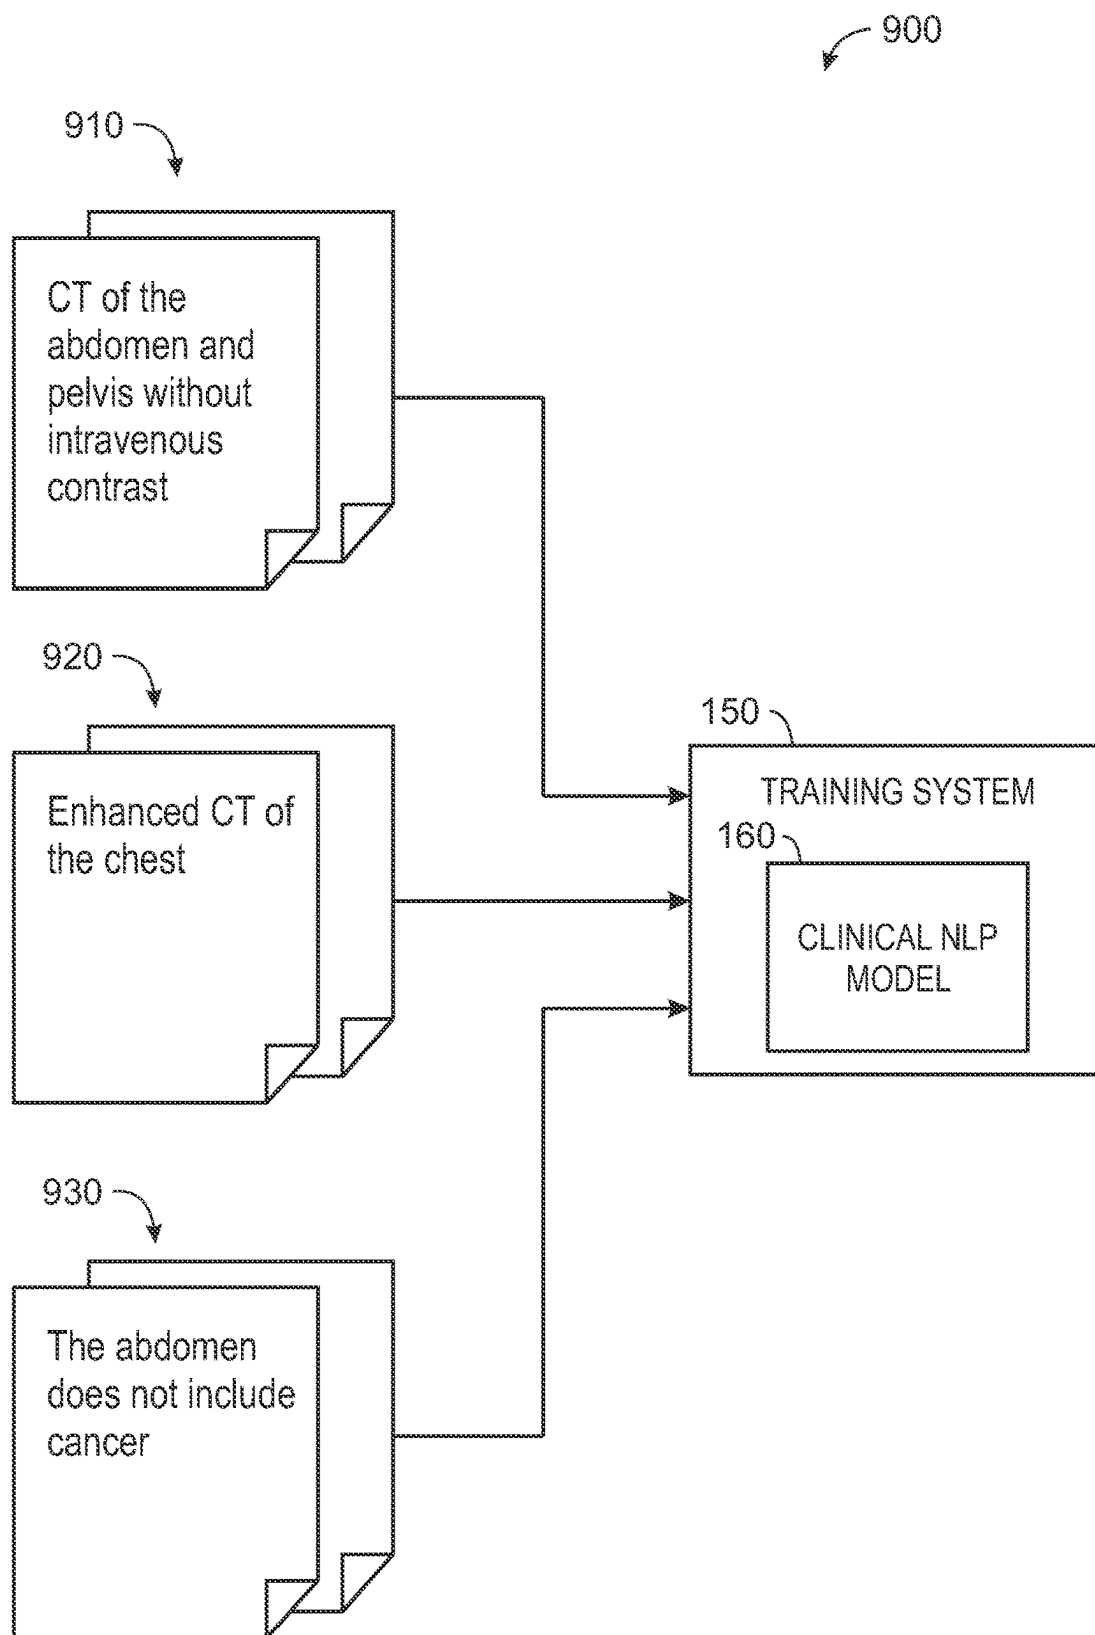 900
910
CT of the
abdomen and
pelvis without
intravenous
contrast
920
Enhanced CT of
the chest
150
TRAINING SYSTEM
160
CLINICAL NLP
MODEL
930
The abdomen
does not include
cancer